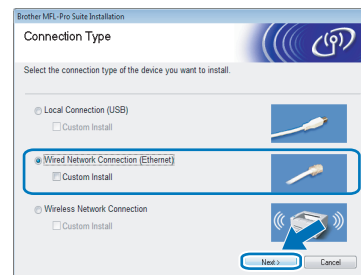 Brother MFL-Pro Suite Installation
Connection Type
Select the connection type of the device you want to install.
Local Connection (USB)
Custom Install
Wired Network Connection (Ethernet)
Custom Install
Wireless Network Connection
Custom Install
Next >
Cancel